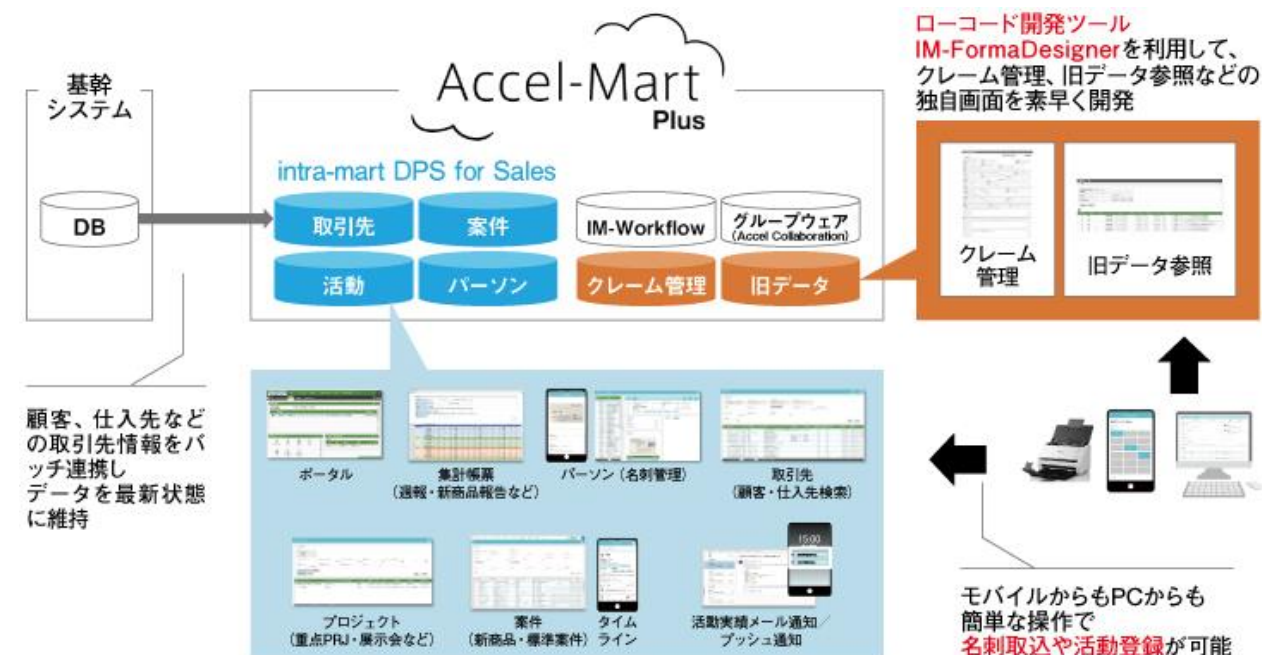 基幹
システム
DB
Accel-Mart
Plus
intra-mart DPS for Sales
取引先
案件
IM-Workflow
グループウェア
(Accel Collaboration)
活動
パーソン
クレーム管理
旧データ
ローコード開発ツール
IM-FormaDesignerを利用して、
クレーム管理、旧データ参照などの
独自画面を素早く開発
クレーム
管理
旧データ参照
顧客、仕入先など
の取引先情報をバ
ッチ連携し
データを最新状態
に維持
ポータル
集計帳票
(週報・新商品報告など)
パーソン(名刺管理)
取引先
(顧客・仕入先検索)
プロジェクト
(重点PRJ・展示会など)
案件
(新商品・標準案件)
タイム
ライン
15:00
活動実績メール通知/
プッシュ通知
モバイルからもPCからも
簡単な操作で
名刺取込や活動登録が可能